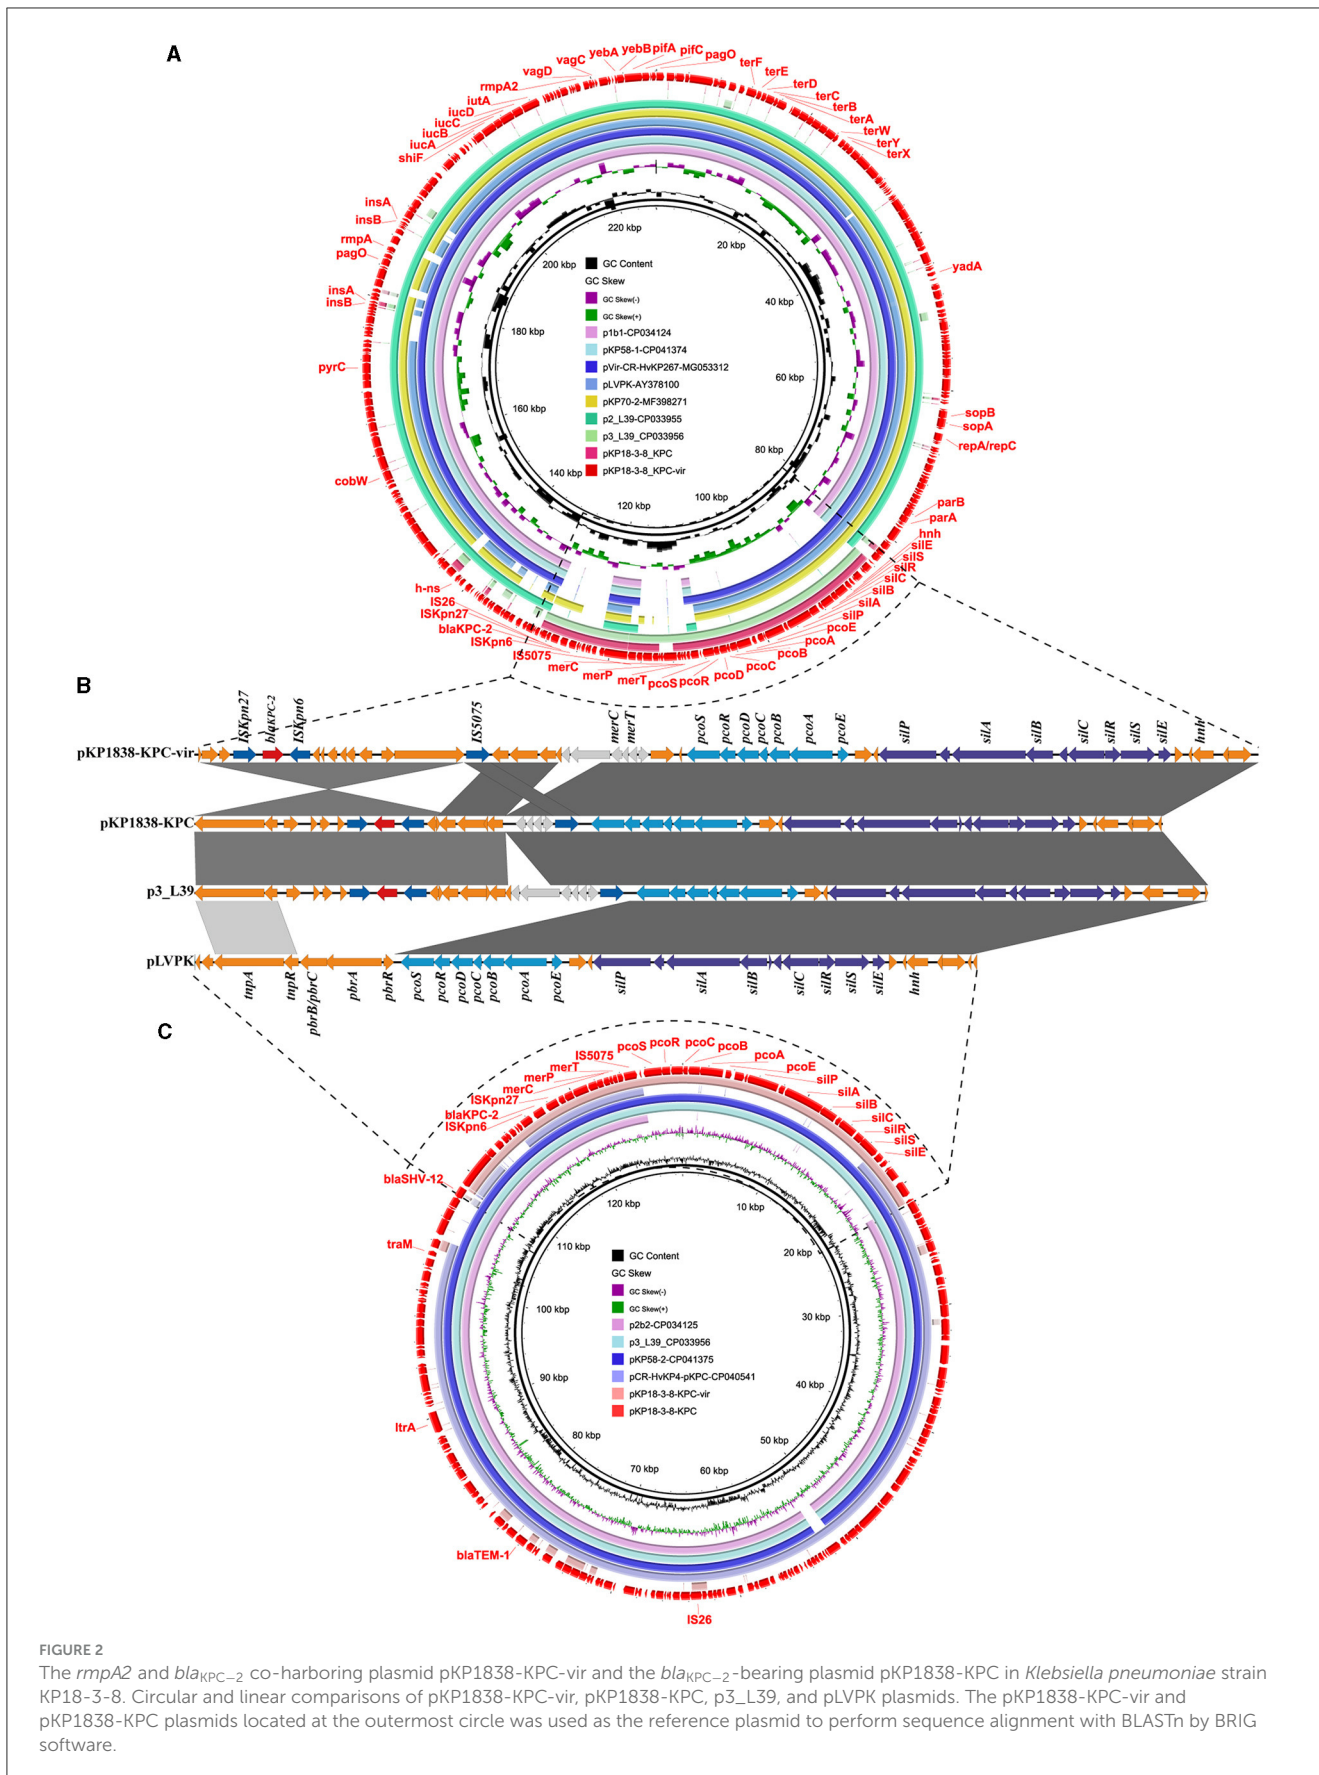 A
yebA
yebB
pifA
pifC
pagO
vagC
vagD
rmpA2
iutA
iucD
iucC
iucB
iucA
shiF
terF
terE
terD
terC
terB
terA
terW
terY
terX
insA
insB
rmpA
pagO
insA
insB
pyrC
cobW
h-ns
IS26
ISKpn27
blaKPC-2
ISKpn6
IS5075
merC
merP
merT
pcoS
pcoR
pcoD
pcoC
pcoB
pcoA
pcoE
silP
silA
silB
silC
silR
silS
silE
hnh
parA
parB
repA/repC
sopA
sopB
yadA
220 kbp
20 kbp
200 kbp
40 kbp
180 kbp
60 kbp
160 kbp
80 kbp
140 kbp
100 kbp
120 kbp
GC Content
GC Skew
GC Skew(-)
GC Skew(+)
p1b1-CP034124
pKP58-1-CP041374
pVir-CR-HvKP267-MG053312
pLVPK-AY378100
pKP70-2-MF398271
p2_L39-CP033955
p3_L39_CP033956
pKP18-3-8_KPC
pKP18-3-8_KPC-vir
B
ISKpn27
blaKPC-2
ISKpn6
IS5075
merC
merT
pcoS
pcoR
pcoD
pcoC
pcoB
pcoA
pcoE
silP
silA
silB
silC
silR
silS
silE
hnh
pKP1838-KPC-vir
pKP1838-KPC
p3_L39
pLVPK
tnpA
tnpR
pbrB/pbrC
pbrA
pbrR
pcoS
pcoR
pcoD
pcoC
pcoB
pcoA
pcoE
silP
silA
silB
silC
silR
silS
silE
hnh
C
IS5075
pcoS
pcoR
pcoC
pcoB
pcoA
pcoE
silP
silA
silB
silC
silR
silS
silE
merT
merP
merC
ISKpn27
blaKPC-2
ISKpn6
blaSHV-12
traM
ltrA
blaTEM-1
IS26
120 kbp
10 kbp
110 kbp
20 kbp
100 kbp
30 kbp
90 kbp
40 kbp
80 kbp
50 kbp
70 kbp
60 kbp
GC Content
GC Skew
GC Skew(-)
GC Skew(+)
p2b2-CP034125
p3_L39_CP033956
pKP58-2-CP041375
pCR-HvKP4-pKPC-CP040541
pKP18-3-8-KPC-vir
pKP18-3-8-KPC
FIGURE 2
The rmpA2 and blaKPC−2 co-harboring plasmid pKP1838-KPC-vir and the blaKPC−2-bearing plasmid pKP1838-KPC in Klebsiella pneumoniae strain
KP18-3-8. Circular and linear comparisons of pKP1838-KPC-vir, pKP1838-KPC, p3_L39, and pLVPK plasmids. The pKP1838-KPC-vir and
pKP1838-KPC plasmids located at the outermost circle was used as the reference plasmid to perform sequence alignment with BLASTn by BRIG
software.